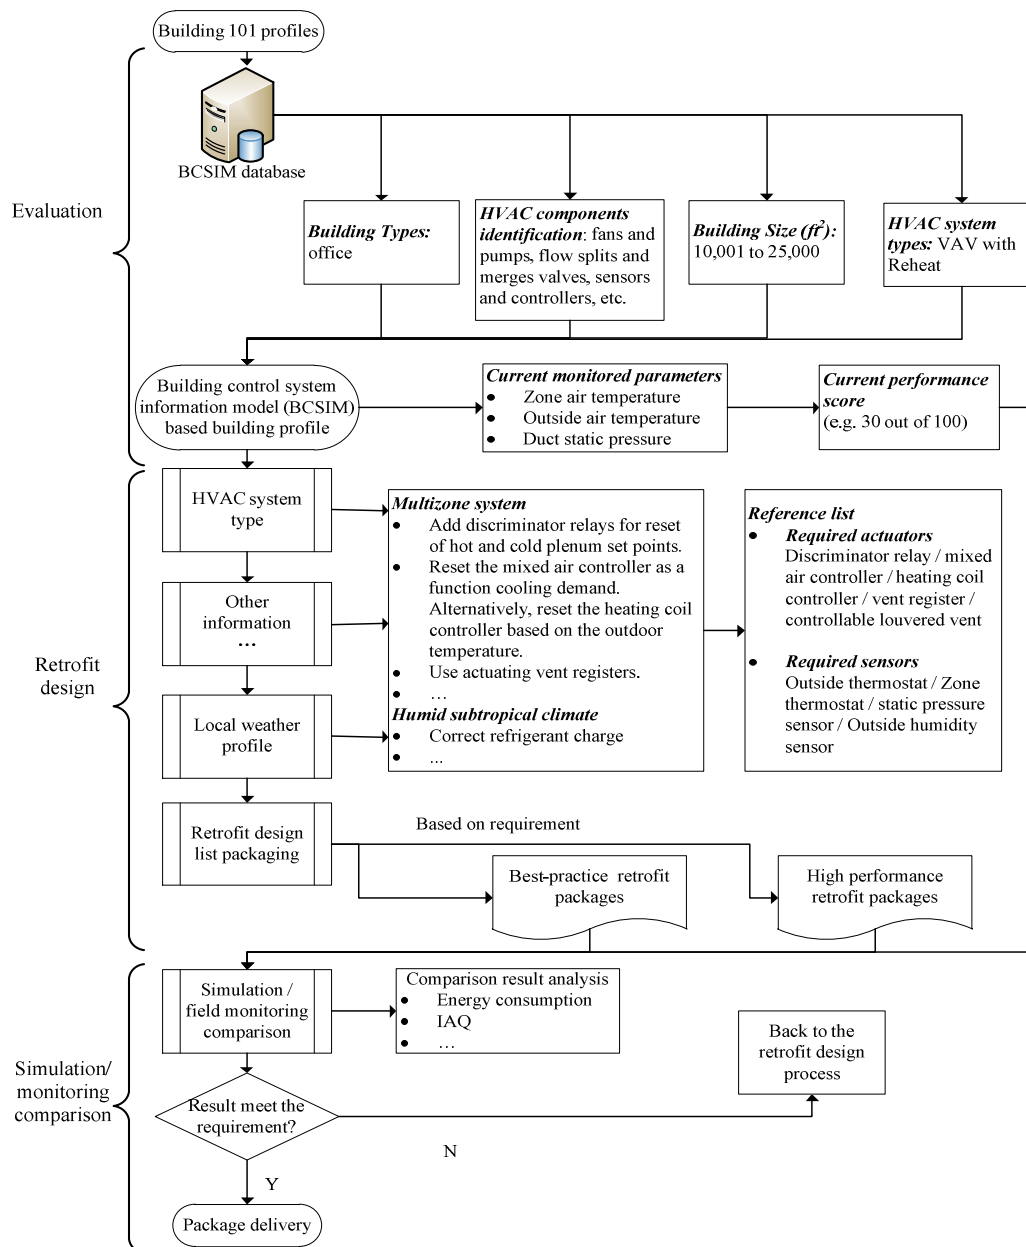 Building 101 profiles
BCSIM database
Evaluation
Building Types:
office
HVAC components
identification: fans and
pumps, flow splits and
merges valves, sensors
and controllers, etc.
Building Size (ft²):
10,001 to 25,000
HVAC system
types: VAV with
Reheat
Building control system
information model (BCSIM)
based building profile
Current monitored parameters
● Zone air temperature
● Outside air temperature
● Duct static pressure
Current performance
score
(e.g. 30 out of 100)
Retrofit
design
HVAC system
type
Other
information
...
Local weather
profile
Retrofit design
list packaging
Multizone system
● Add discriminator relays for reset
of hot and cold plenum set points.
● Reset the mixed air controller as a
function cooling demand.
Alternatively, reset the heating coil
controller based on the outdoor
temperature.
● Use actuating vent registers.
● …
Humid subtropical climate
● Correct refrigerant charge
● ...
Reference list
● Required actuators
Discriminator relay / mixed
air controller / heating coil
controller / vent register /
controllable louvered vent
● Required sensors
Outside thermostat / Zone
thermostat / static pressure
sensor / Outside humidity
sensor
Based on requirement
Best-practice retrofit
packages
High performance
retrofit packages
Simulation/
monitoring
comparison
Simulation /
field monitoring
comparison
Comparison result analysis
● Energy consumption
● IAQ
● …
Back to the
retrofit design
process
Result meet the
requirement?
N
Y
Package delivery